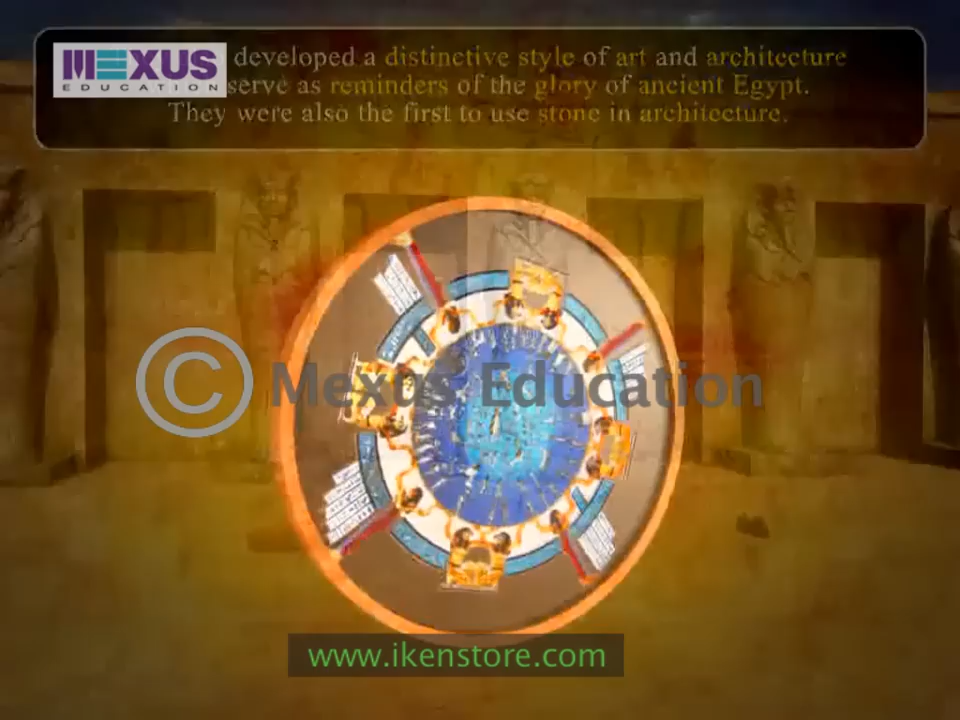 MEXUS
EDUCATION
developed a distinctive style of art and architecture
serve as reminders of the glory of ancient Egypt.
They were also the first to use stone in architecture.
© Mexus Education
www.ikenstore.com